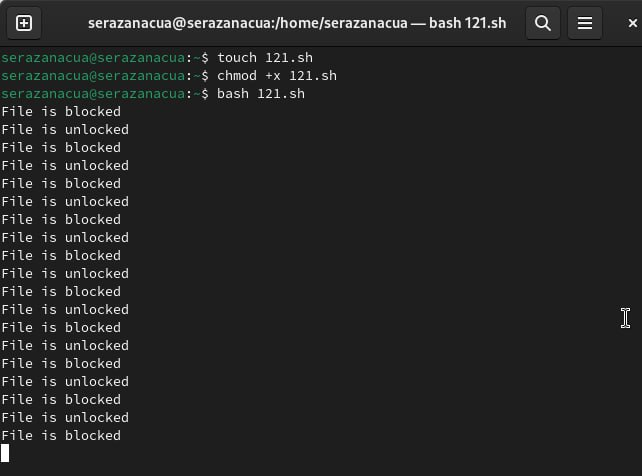 serazanacua@serazanacua:/home/serazanacua — bash 121.sh
serazanacua@serazanacua:~$ touch 121.sh
serazanacua@serazanacua:~$ chmod +x 121.sh
serazanacua@serazanacua:~$ bash 121.sh
File is blocked
File is unlocked
File is blocked
File is unlocked
File is blocked
File is unlocked
File is blocked
File is unlocked
File is blocked
File is unlocked
File is blocked
File is unlocked
File is blocked
File is unlocked
File is blocked
File is unlocked
File is blocked
File is unlocked
File is blocked